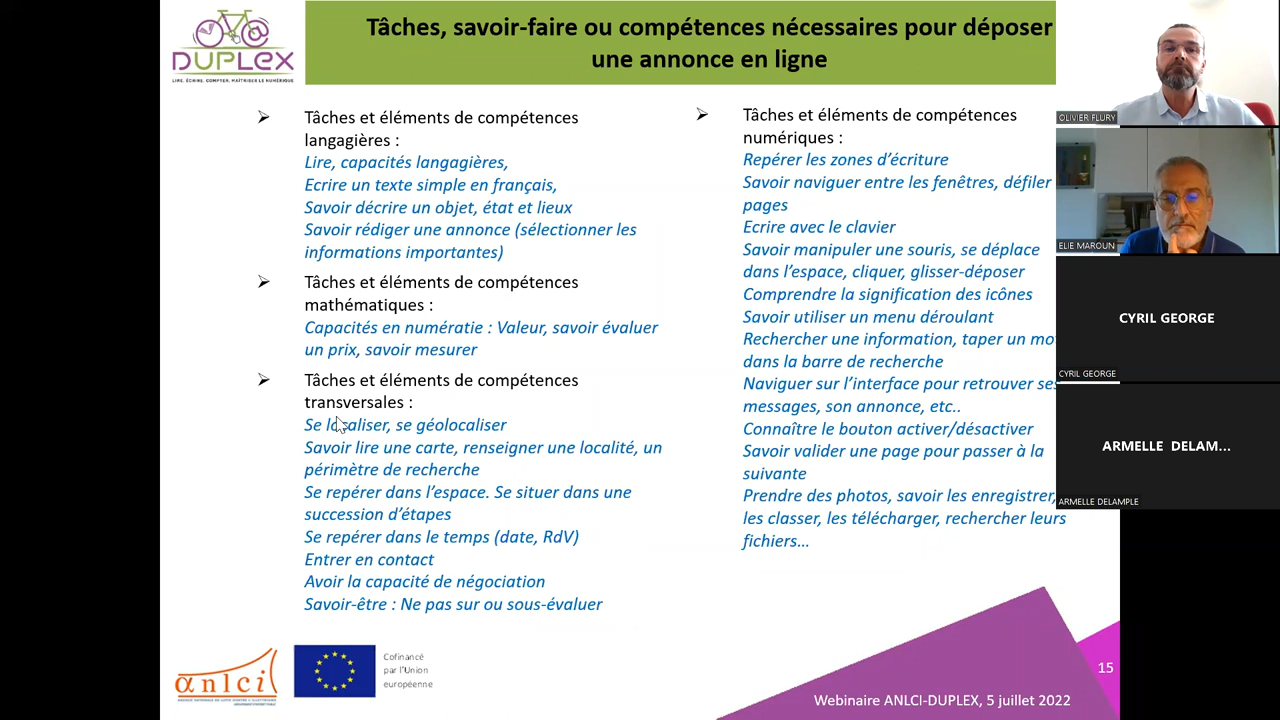 DUPLEX
LIRE, ÉCRIRE, COMPTER, MAÎTRISER LE NUMÉRIQUE
Tâches, savoir-faire ou compétences nécessaires pour déposer
une annonce en ligne
Tâches et éléments de compétences
langagières :
Lire, capacités langagières,
Ecrire un texte simple en français,
Savoir décrire un objet, état et lieux
Savoir rédiger une annonce (sélectionner les
informations importantes)
Tâches et éléments de compétences
mathématiques :
Capacités en numératie : Valeur, savoir évaluer
un prix, savoir mesurer
Tâches et éléments de compétences
transversales :
Se localiser, se géolocaliser
Savoir lire une carte, renseigner une localité, un
périmètre de recherche
Se repérer dans l’espace. Se situer dans une
succession d’étapes
Se repérer dans le temps (date, RdV)
Entrer en contact
Avoir la capacité de négociation
Savoir-être : Ne pas sur ou sous-évaluer
Tâches et éléments de compétences
numériques :
Repérer les zones d’écriture
Savoir naviguer entre les fenêtres, défiler
pages
Ecrire avec le clavier
Savoir manipuler une souris, se déplace
dans l’espace, cliquer, glisser-déposer
Comprendre la signification des icônes
Savoir utiliser un menu déroulant
Rechercher une information, taper un mo
dans la barre de recherche
Naviguer sur l’interface pour retrouver ses
messages, son annonce, etc..
Connaître le bouton activer/désactiver
Savoir valider une page pour passer à la
suivante
Prendre des photos, savoir les enregistrer,
les classer, les télécharger, rechercher leurs
fichiers…
OLIVIER FLURY
ELIE MAROUN
CYRIL GEORGE
CYRIL GEORGE
ARMELLE DELAM...
ARMELLE DELAMPLE
anlci
Cofinancé
par l’Union
européenne
15
Webinaire ANLCI-DUPLEX, 5 juillet 2022